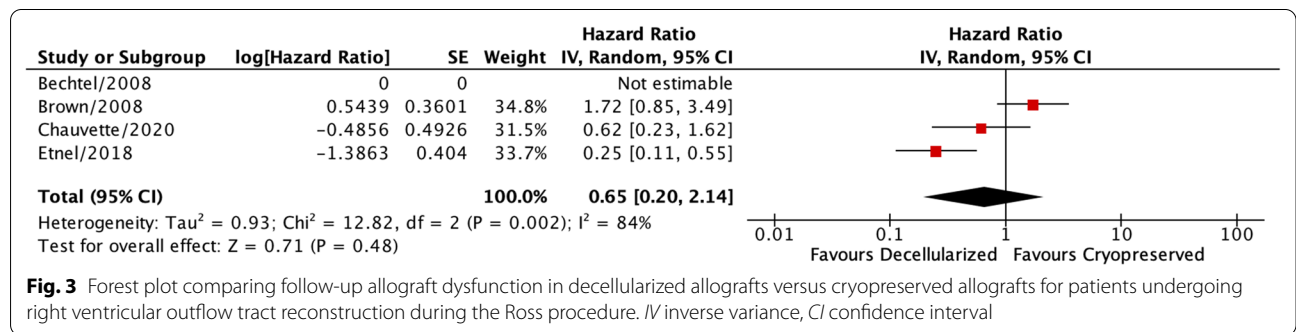 Hazard Ratio Hazard Ratio
Study or Subgroup log[Hazard Ratio] SE Weight IV, Random, 95% CI IV, Random, 95% CI
Bechtel/2008 0 0 Not estimable
Brown/2008 0.5439 0.3601 34.8% 1.72 [0.85, 3.49]
Chauvette/2020 −0.4856 0.4926 31.5% 0.62 [0.23, 1.62]
Etnel/2018 −1.3863 0.404 33.7% 0.25 [0.11, 0.55]
Total (95% CI) 100.0% 0.65 [0.20, 2.14]
Heterogeneity: Tau² = 0.93; Chi² = 12.82, df = 2 (P = 0.002); I² = 84%
Test for overall effect: Z = 0.71 (P = 0.48)
0.01 0.1 1 10 100
Favours Decellularized Favours Cryopreserved
Fig. 3 Forest plot comparing follow-up allograft dysfunction in decellularized allografts versus cryopreserved allografts for patients undergoing
right ventricular outflow tract reconstruction during the Ross procedure. IV inverse variance, CI confidence interval